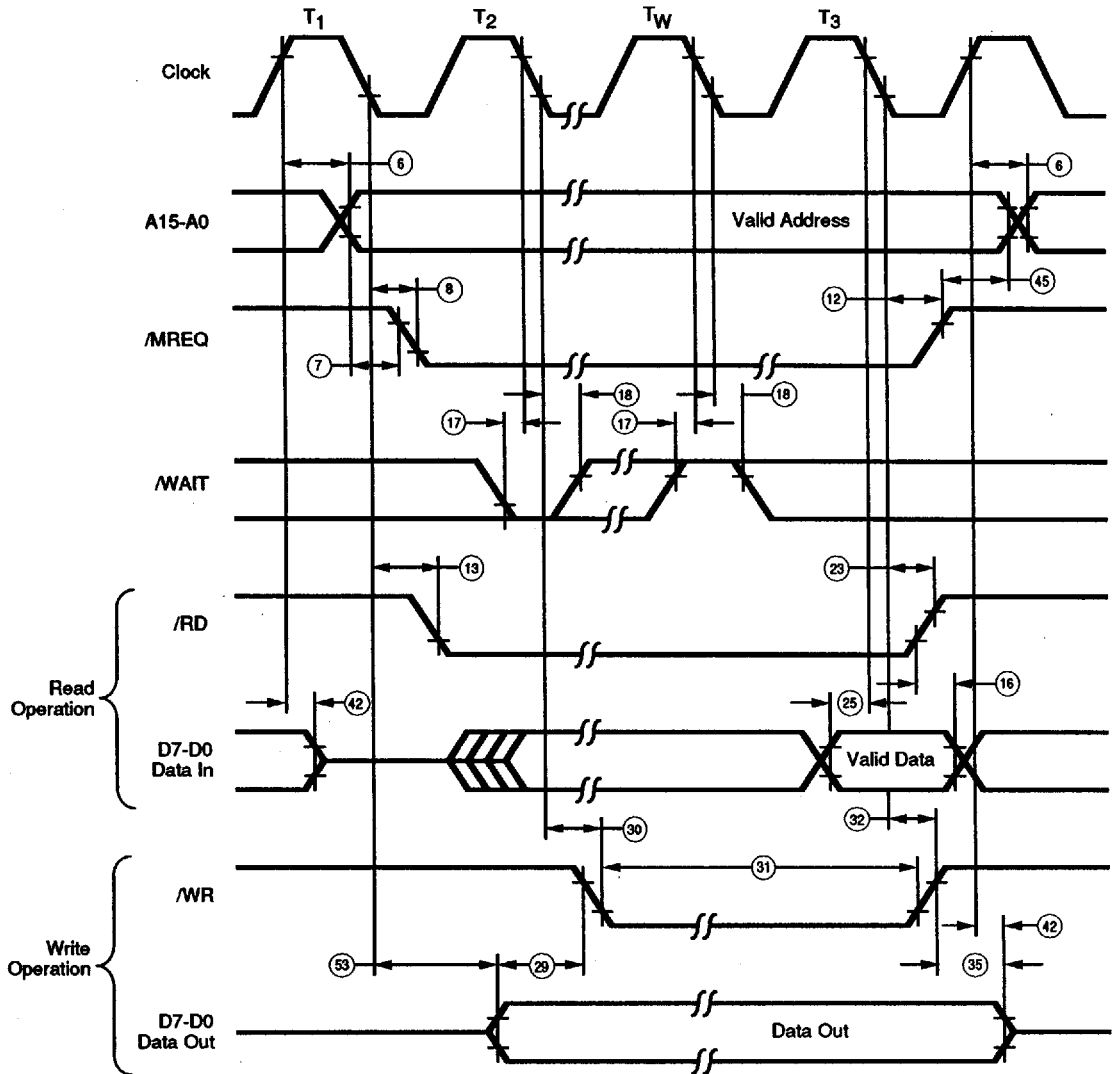 T1 T2 TW T3
Clock
6 6
A15-A0 Valid Address
8 12 45
/MREQ
7
18 18
17 17
/WAIT
13 23
/RD
Read
Operation
16
42 25
D7-D0
Data In
Valid Data
30 32
31
/WR
42
Write
Operation
53 29 35
D7-D0
Data Out
Data Out